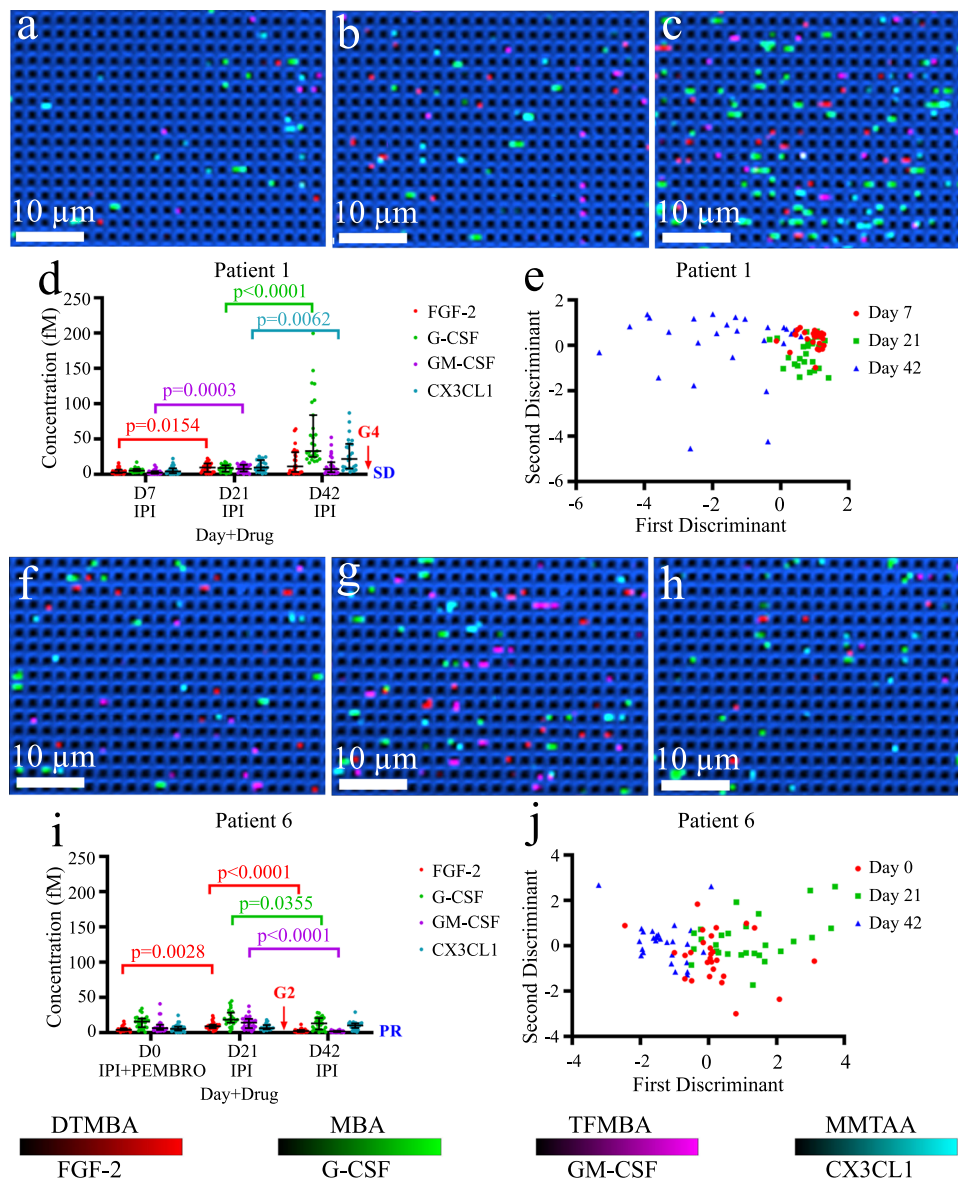 a
b
c
10 µm
10 µm
10 µm
d
Patient 1
Concentration (fM)
250
200
150
100
50
0
p<0.0001
p=0.0062
p=0.0003
p=0.0154
FGF-2
G-CSF
GM-CSF
CX3CL1
G4
SD
D7
IPI
D21
IPI
D42
IPI
Day+Drug
e
Patient 1
Second Discriminant
4
2
0
-2
-4
-6
-6
-4
-2
0
2
First Discriminant
Day 7
Day 21
Day 42
f
g
h
10 µm
10 µm
10 µm
i
Patient 6
Concentration (fM)
250
200
150
100
50
0
p<0.0001
p=0.0355
p<0.0001
p=0.0028
FGF-2
G-CSF
GM-CSF
CX3CL1
G2
PR
D0
IPI+PEMBRO
D21
IPI
D42
IPI
Day+Drug
j
Patient 6
Second Discriminant
4
2
0
-2
-4
-4
-2
0
2
4
First Discriminant
Day 0
Day 21
Day 42
DTMBA
FGF-2
MBA
G-CSF
TFMBA
GM-CSF
MMTAA
CX3CL1